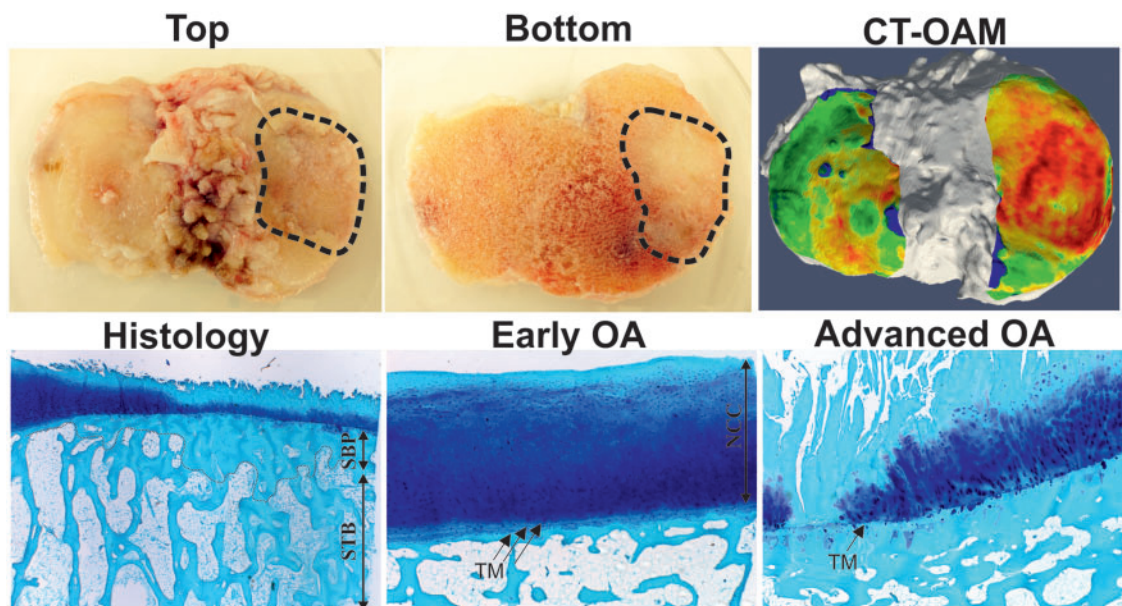 Top
Bottom
CT-OAM
Histology
Early OA
Advanced OA
SBP
STB
NCC
TM
TM